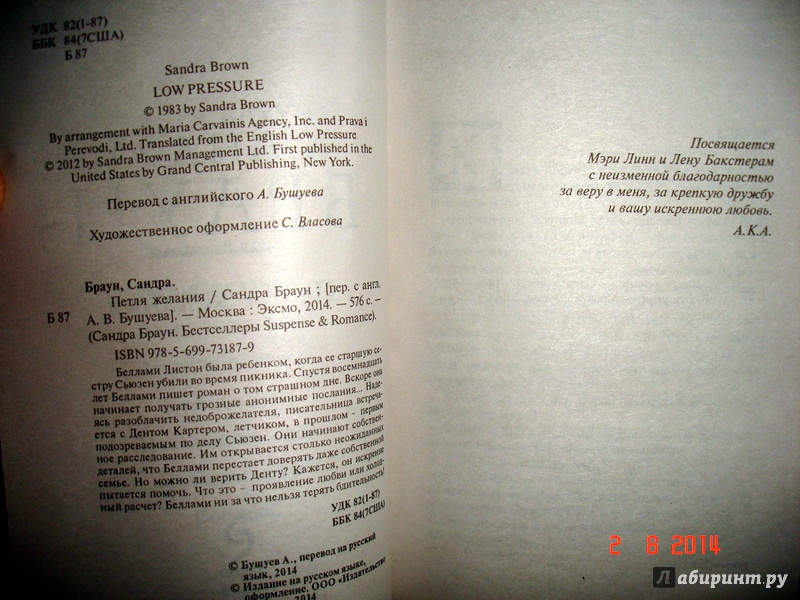 УДК 82(1-87)
ББК 84(7США)
Б 87
Sandra Brown
LOW PRESSURE
© 1983 by Sandra Brown
By arrangement with Maria Carvainis Agency, Inc. and Prava i
Perevodi, Ltd. Translated from the English Low Pressure
© 2012 by Sandra Brown Management Ltd. First published in the
United States by Grand Central Publishing, New York.
Перевод с английского А. Бушуева
Художественное оформление С. Власова
Браун, Сандра.
Б 87 Петля желания / Сандра Браун ; [пер. с англ.
А. В. Бушуева]. — Москва : Эксмо, 2014. — 576 с. —
(Сандра Браун. Бестселлеры Suspense & Romance).
ISBN 978-5-699-73187-9
Беллами Листон была ребенком, когда ее старшую се-
стру Сьюзен убили во время пикника. Спустя восемнадцать
лет Беллами пишет роман о том страшном дне. Вскоре она
начинает получать грозные анонимные послания... Наде-
ясь разоблачить недоброжелателя, писательница встреча-
ется с Дентом Картером, летчиком, в прошлом - первым
подозреваемым по делу Сьюзен. Они начинают собствен-
ное расследование. Им открывается столько неожиданных
деталей, что Беллами перестает доверять даже собственной
семье. Но можно ли верить Денту? Кажется, он искренне
пытается помочь. Что это – проявление любви или холод-
ный расчет? Беллами ни за что нельзя терять бдительность!
УДК 82(1-87)
ББК 84(7США)
© Бушуев А., перевод на русский
язык, 2014
© Издание на русском языке,
оформление. ООО «Издательство
2014
Посвящается
Мэри Линн и Лену Бакстерам
с неизменной благодарностью
за веру в меня, за крепкую дружбу
и вашу искреннюю любовь.
А.К.А.
2 8 2014
Лабиринт.ру